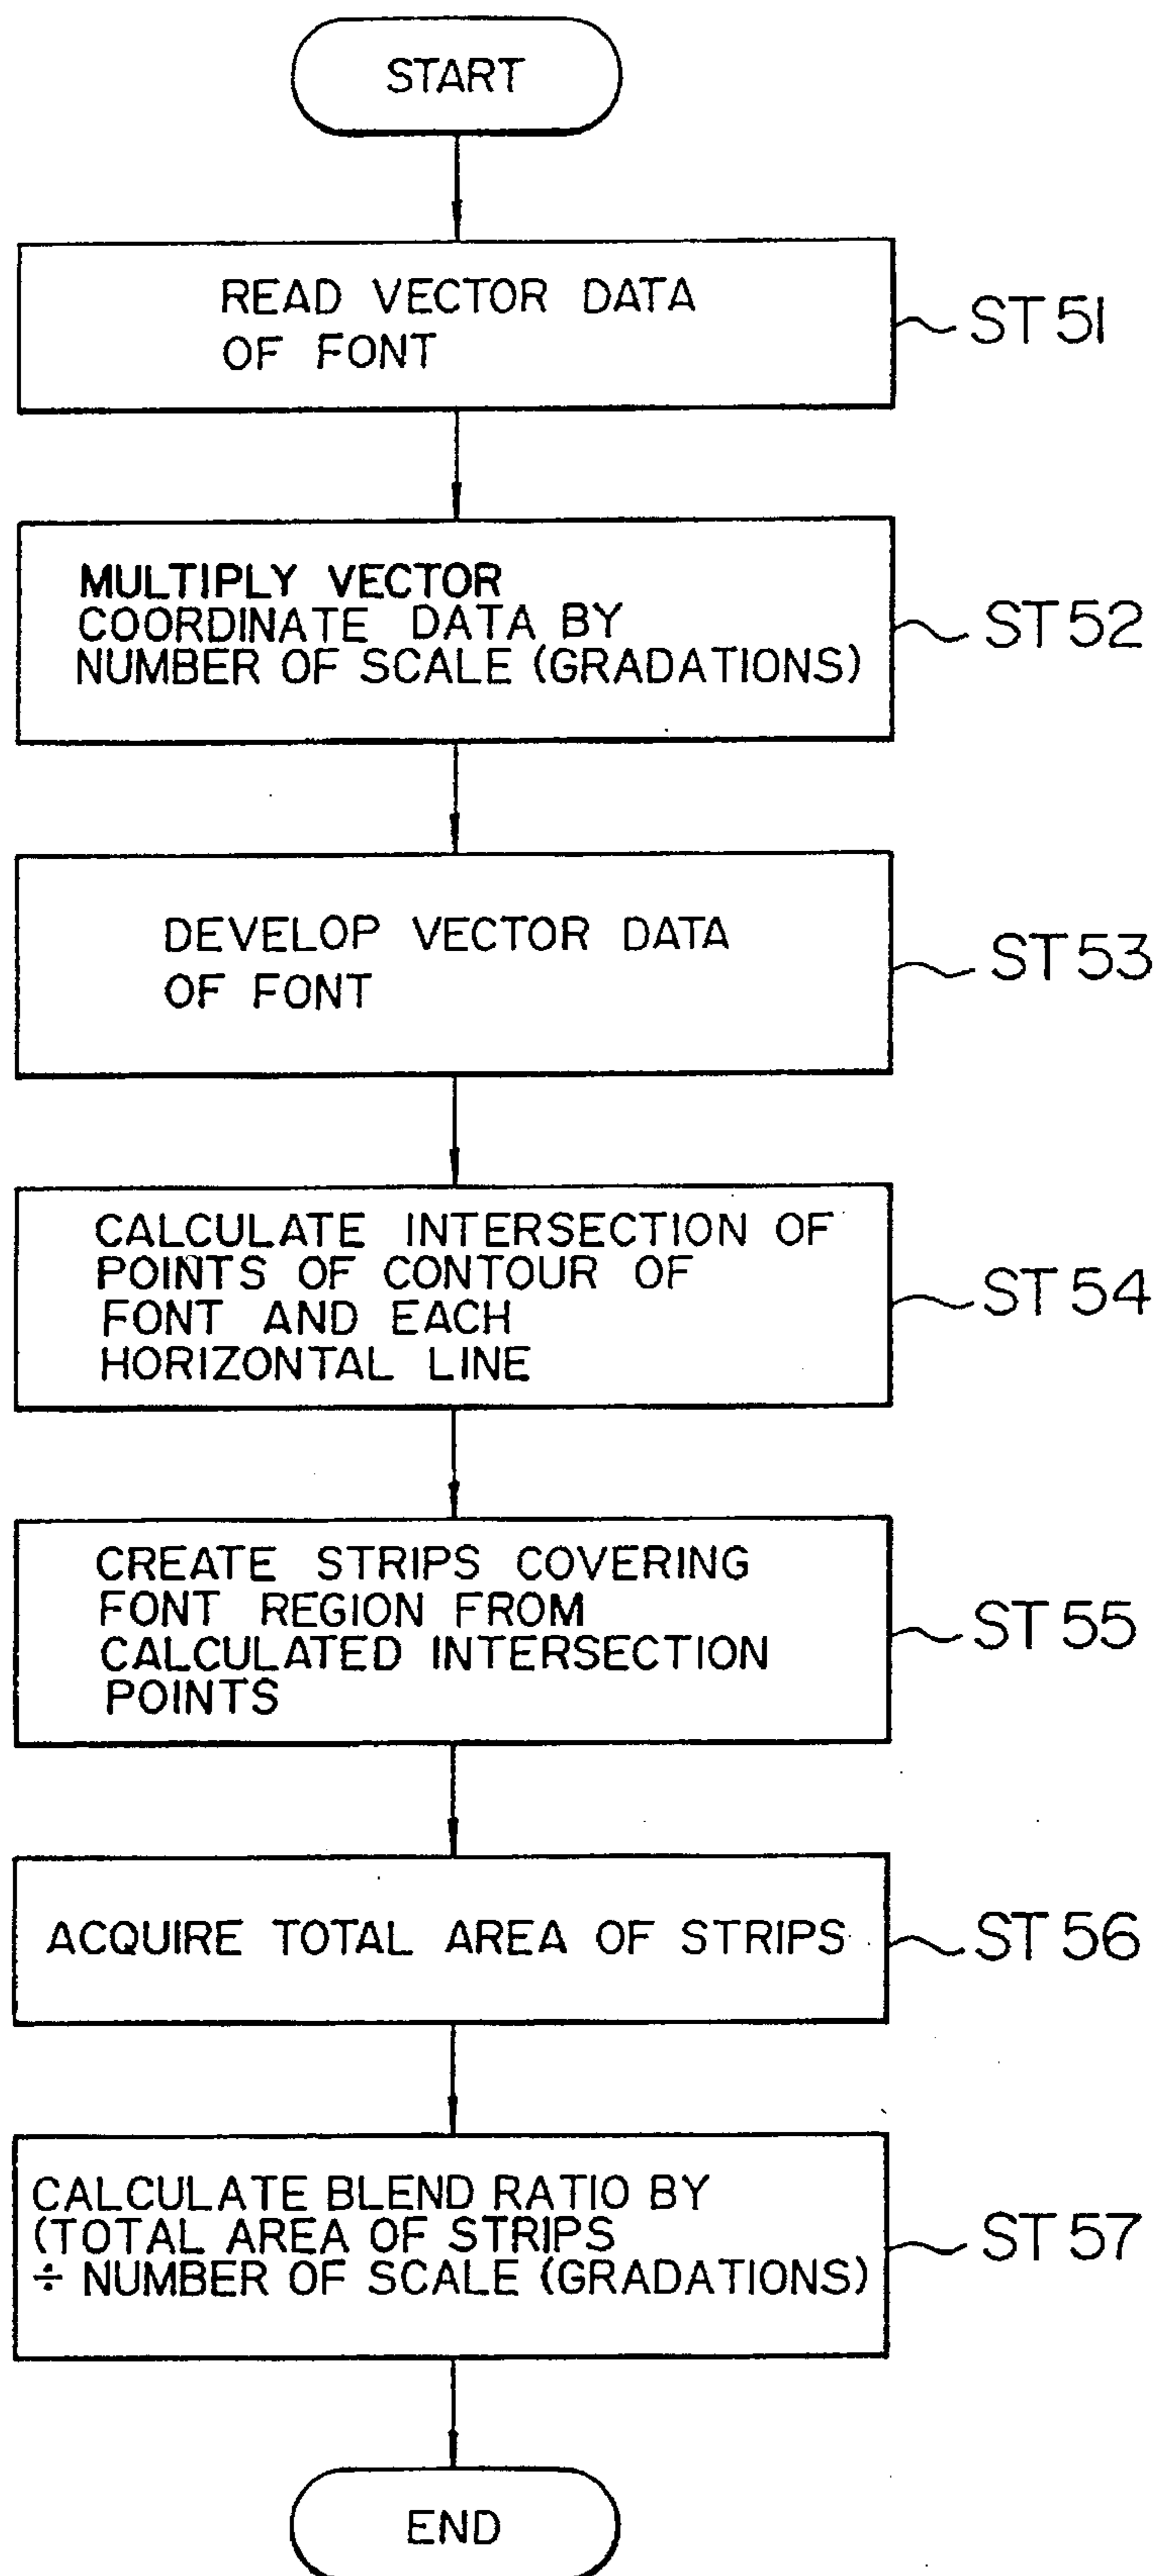 START
READ VECTOR DATA
OF FONT
ST51
MULTIPLY VECTOR
COORDINATE DATA BY
NUMBER OF SCALE (GRADATIONS)
ST52
DEVELOP VECTOR DATA
OF FONT
ST53
CALCULATE INTERSECTION OF
POINTS OF CONTOUR OF
FONT AND EACH
HORIZONTAL LINE
ST54
CREATE STRIPS COVERING
FONT REGION FROM
CALCULATED INTERSECTION
POINTS
ST55
ACQUIRE TOTAL AREA OF STRIPS
ST56
CALCULATE BLEND RATIO BY
(TOTAL AREA OF STRIPS
÷ NUMBER OF SCALE (GRADATIONS)
ST57
END